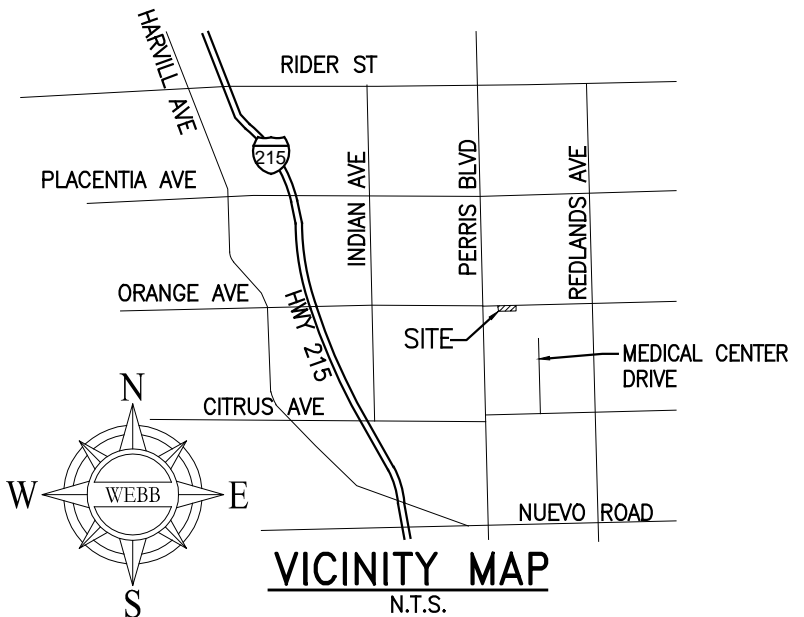 HARVILL AVE
RIDER ST
215
PLACENTIA AVE
INDIAN AVE
PERRIS BLVD
REDLANDS AVE
ORANGE AVE
HWY 215
SITE
MEDICAL CENTER
DRIVE
CITRUS AVE
N
W
WEBB
E
S
NUEVO ROAD
VICINITY MAP
N.T.S.